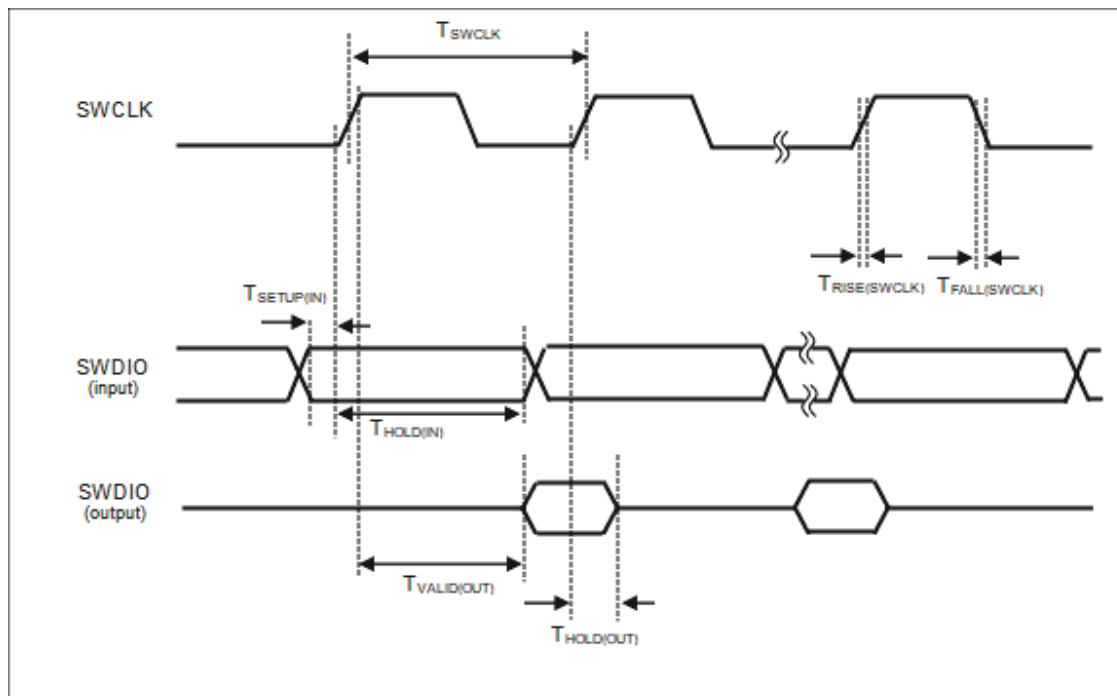 TSWCLK
SWCLK
TRISE(SWCLK)
TFALL(SWCLK)
TSETUP(IN)
SWDIO
(input)
THOLD(IN)
SWDIO
(output)
TVALID(OUT)
THOLD(OUT)